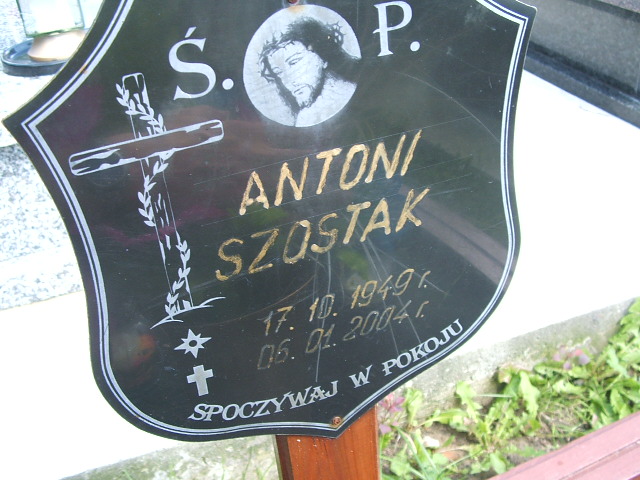 Ś. P.
ANTONI
SZOSTAK
17. 10. 1949 r.
06. 01. 2004 r.
SPOCZYWAJ W POKOJU